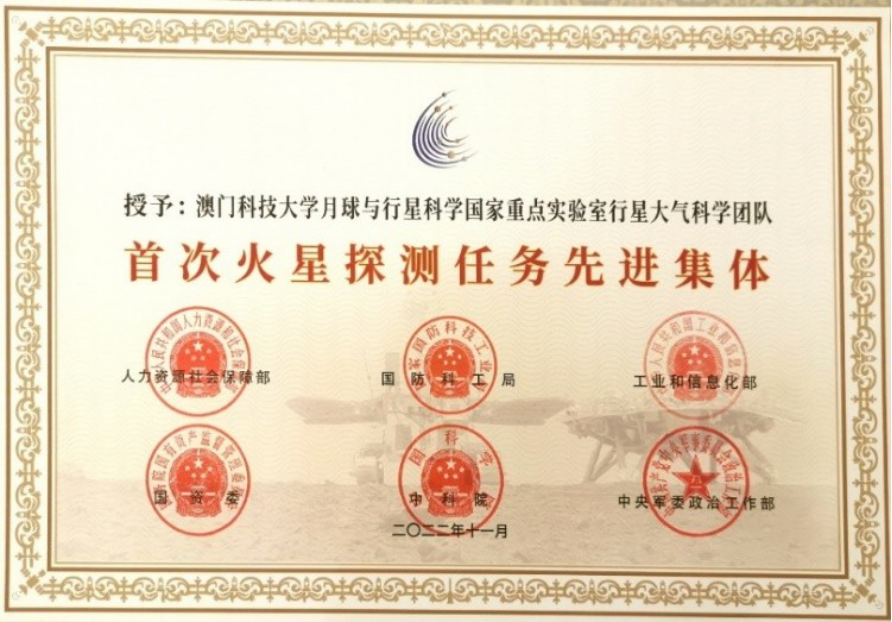 授予：澳门科技大学月球与行星科学国家重点实验室行星大气科学团队
首次火星探测任务先进集体
人力资源社会保障部
国防科工局
工业和信息化部
国资委
中科院
中央军委政治工作部
二〇二二年十一月